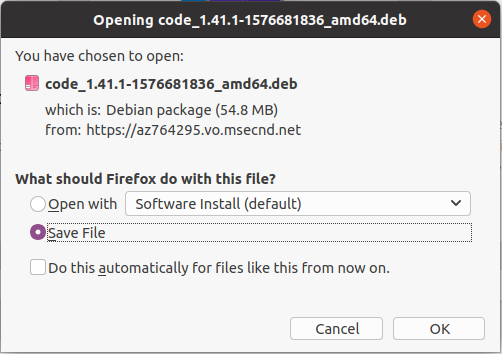 Opening code_1.41.1-1576681836_amd64.deb
You have chosen to open:
code_1.41.1-1576681836_amd64.deb
which is: Debian package (54.8 MB)
from: https://az764295.vo.msecnd.net
What should Firefox do with this file?
Open with Software Install (default)
Save File
Do this automatically for files like this from now on.
Cancel OK